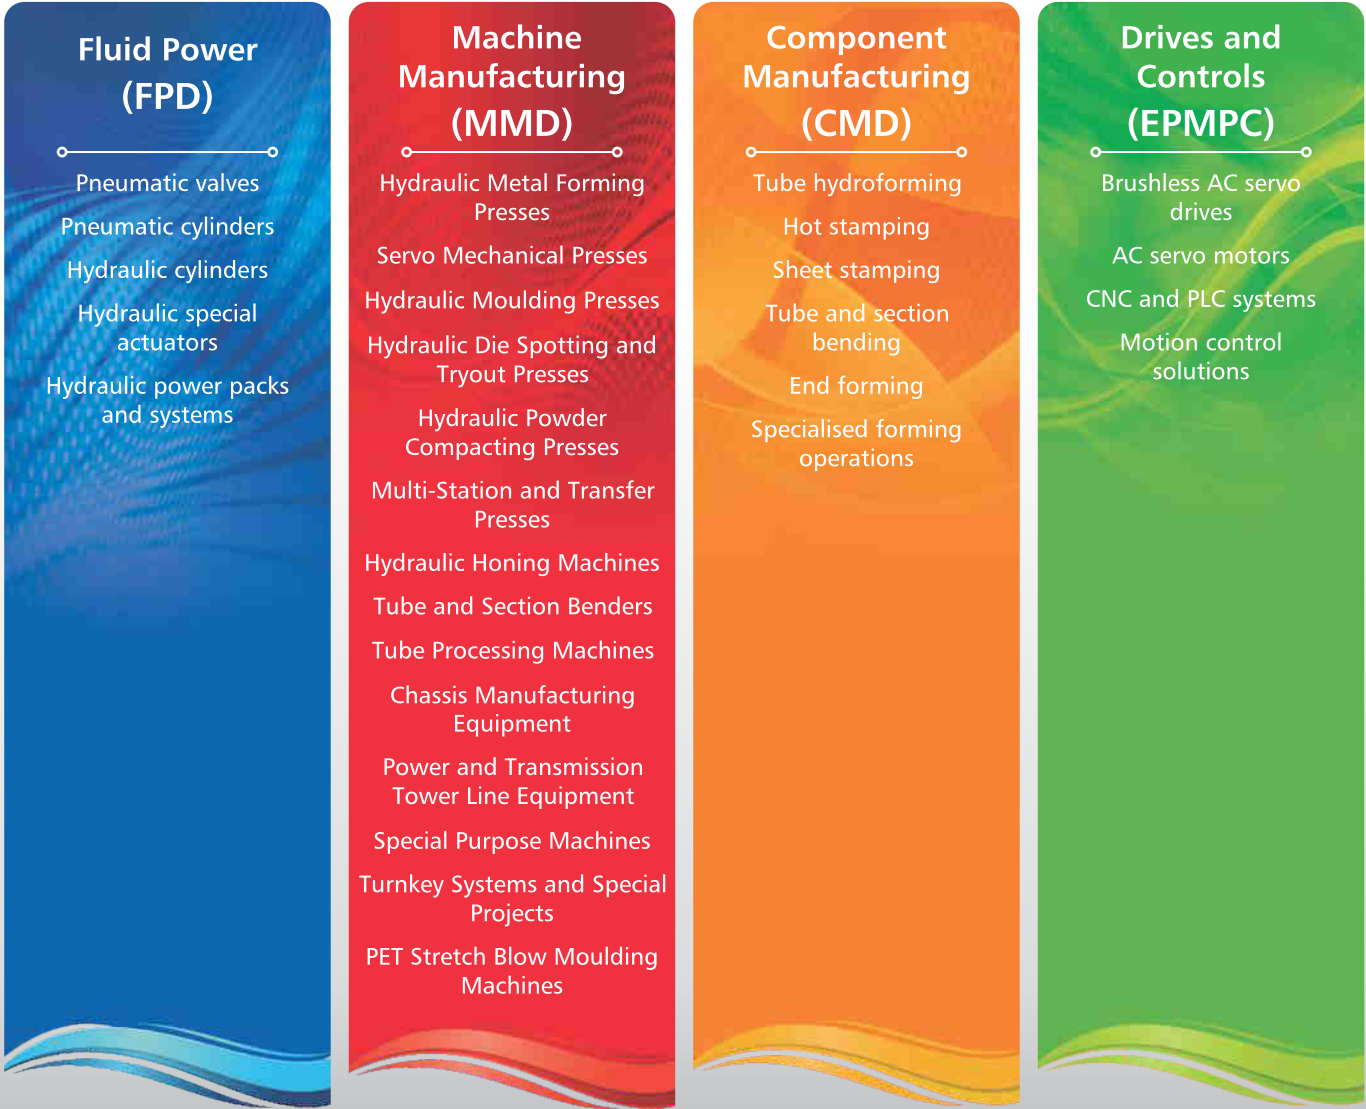 Fluid Power
(FPD)
Pneumatic valves
Pneumatic cylinders
Hydraulic cylinders
Hydraulic special
actuators
Hydraulic power packs
and systems
Machine
Manufacturing
(MMD)
Hydraulic Metal Forming
Presses
Servo Mechanical Presses
Hydraulic Moulding Presses
Hydraulic Die Spotting and
Tryout Presses
Hydraulic Powder
Compacting Presses
Multi-Station and Transfer
Presses
Hydraulic Honing Machines
Tube and Section Benders
Tube Processing Machines
Chassis Manufacturing
Equipment
Power and Transmission
Tower Line Equipment
Special Purpose Machines
Turnkey Systems and Special
Projects
PET Stretch Blow Moulding
Machines
Component
Manufacturing
(CMD)
Tube hydroforming
Hot stamping
Sheet stamping
Tube and section
bending
End forming
Specialised forming
operations
Drives and
Controls
(EPMPC)
Brushless AC servo
drives
AC servo motors
CNC and PLC systems
Motion control
solutions